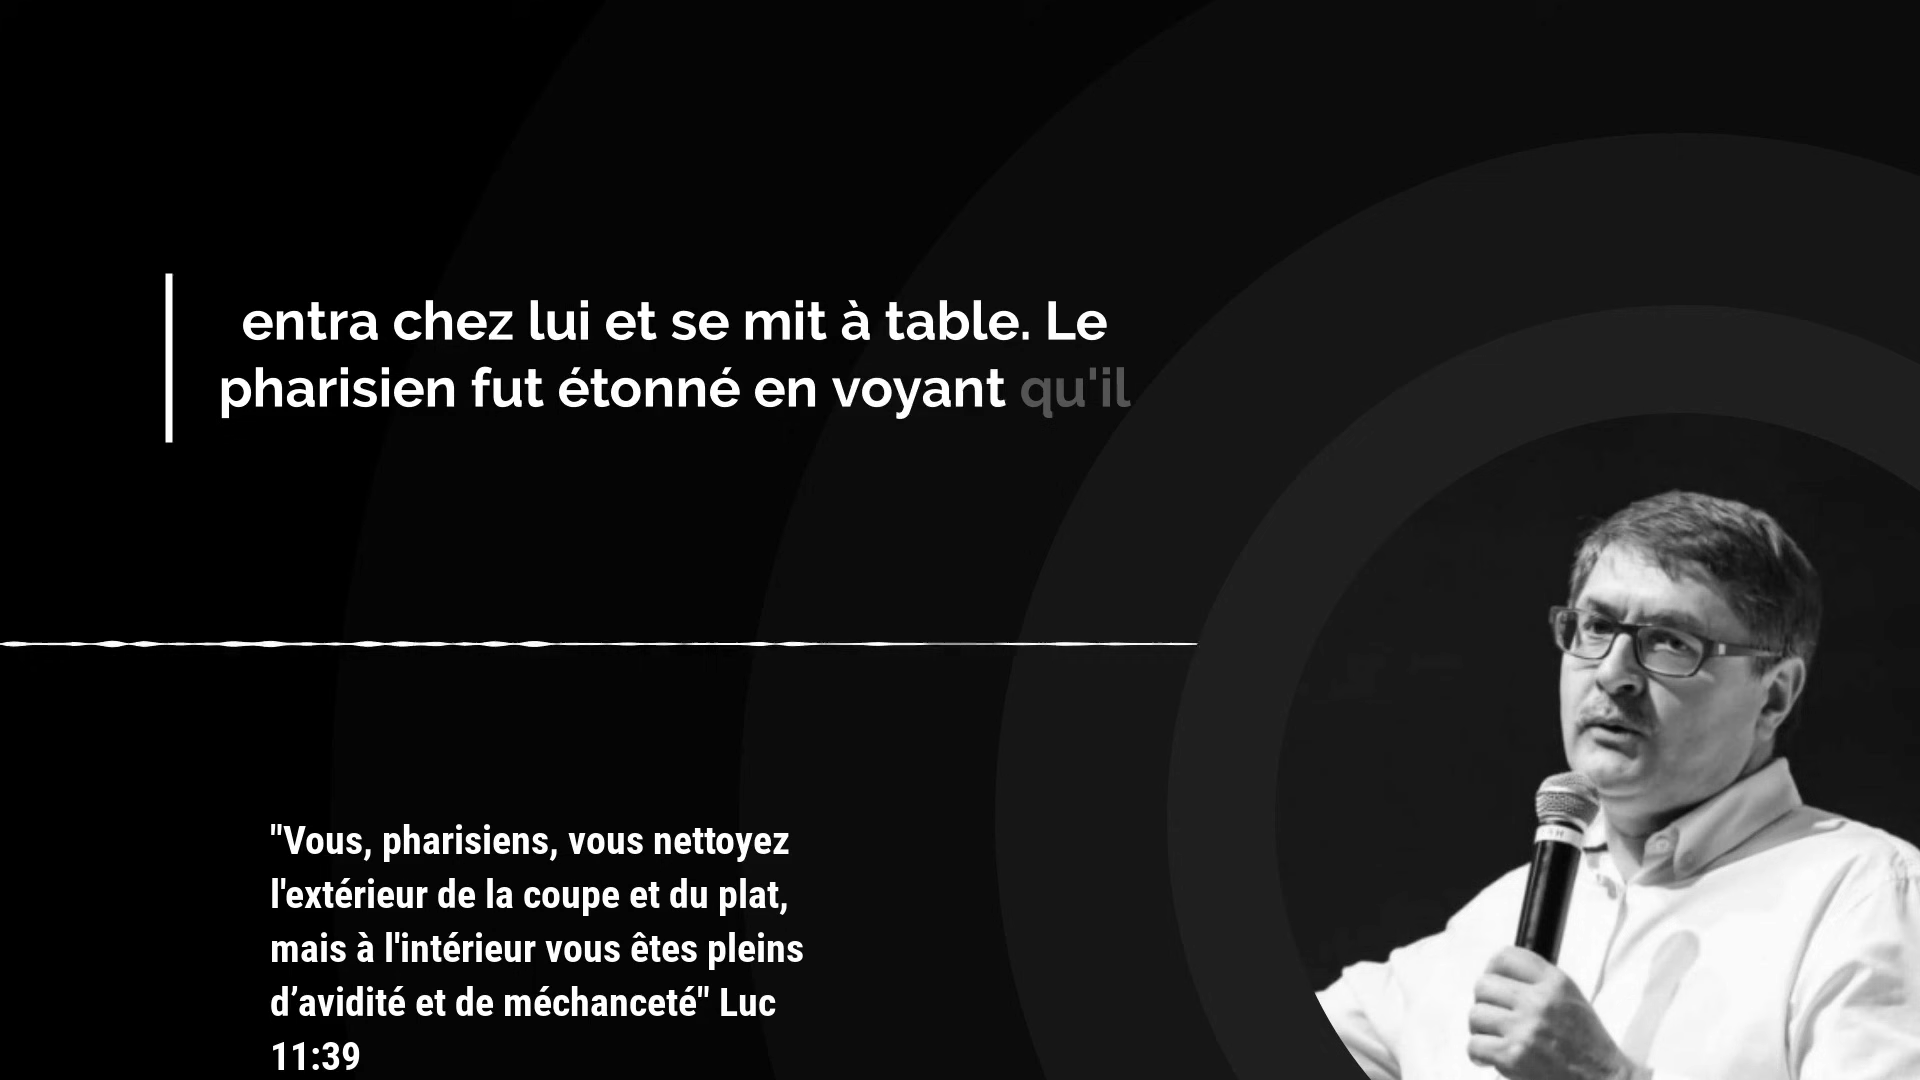 entra chez lui et se mit à table. Le
pharisien fut étonné en voyant qu'il
"Vous, pharisiens, vous nettoyez
l'extérieur de la coupe et du plat,
mais à l'intérieur vous êtes pleins
d’avidité et de méchanceté" Luc
11:39